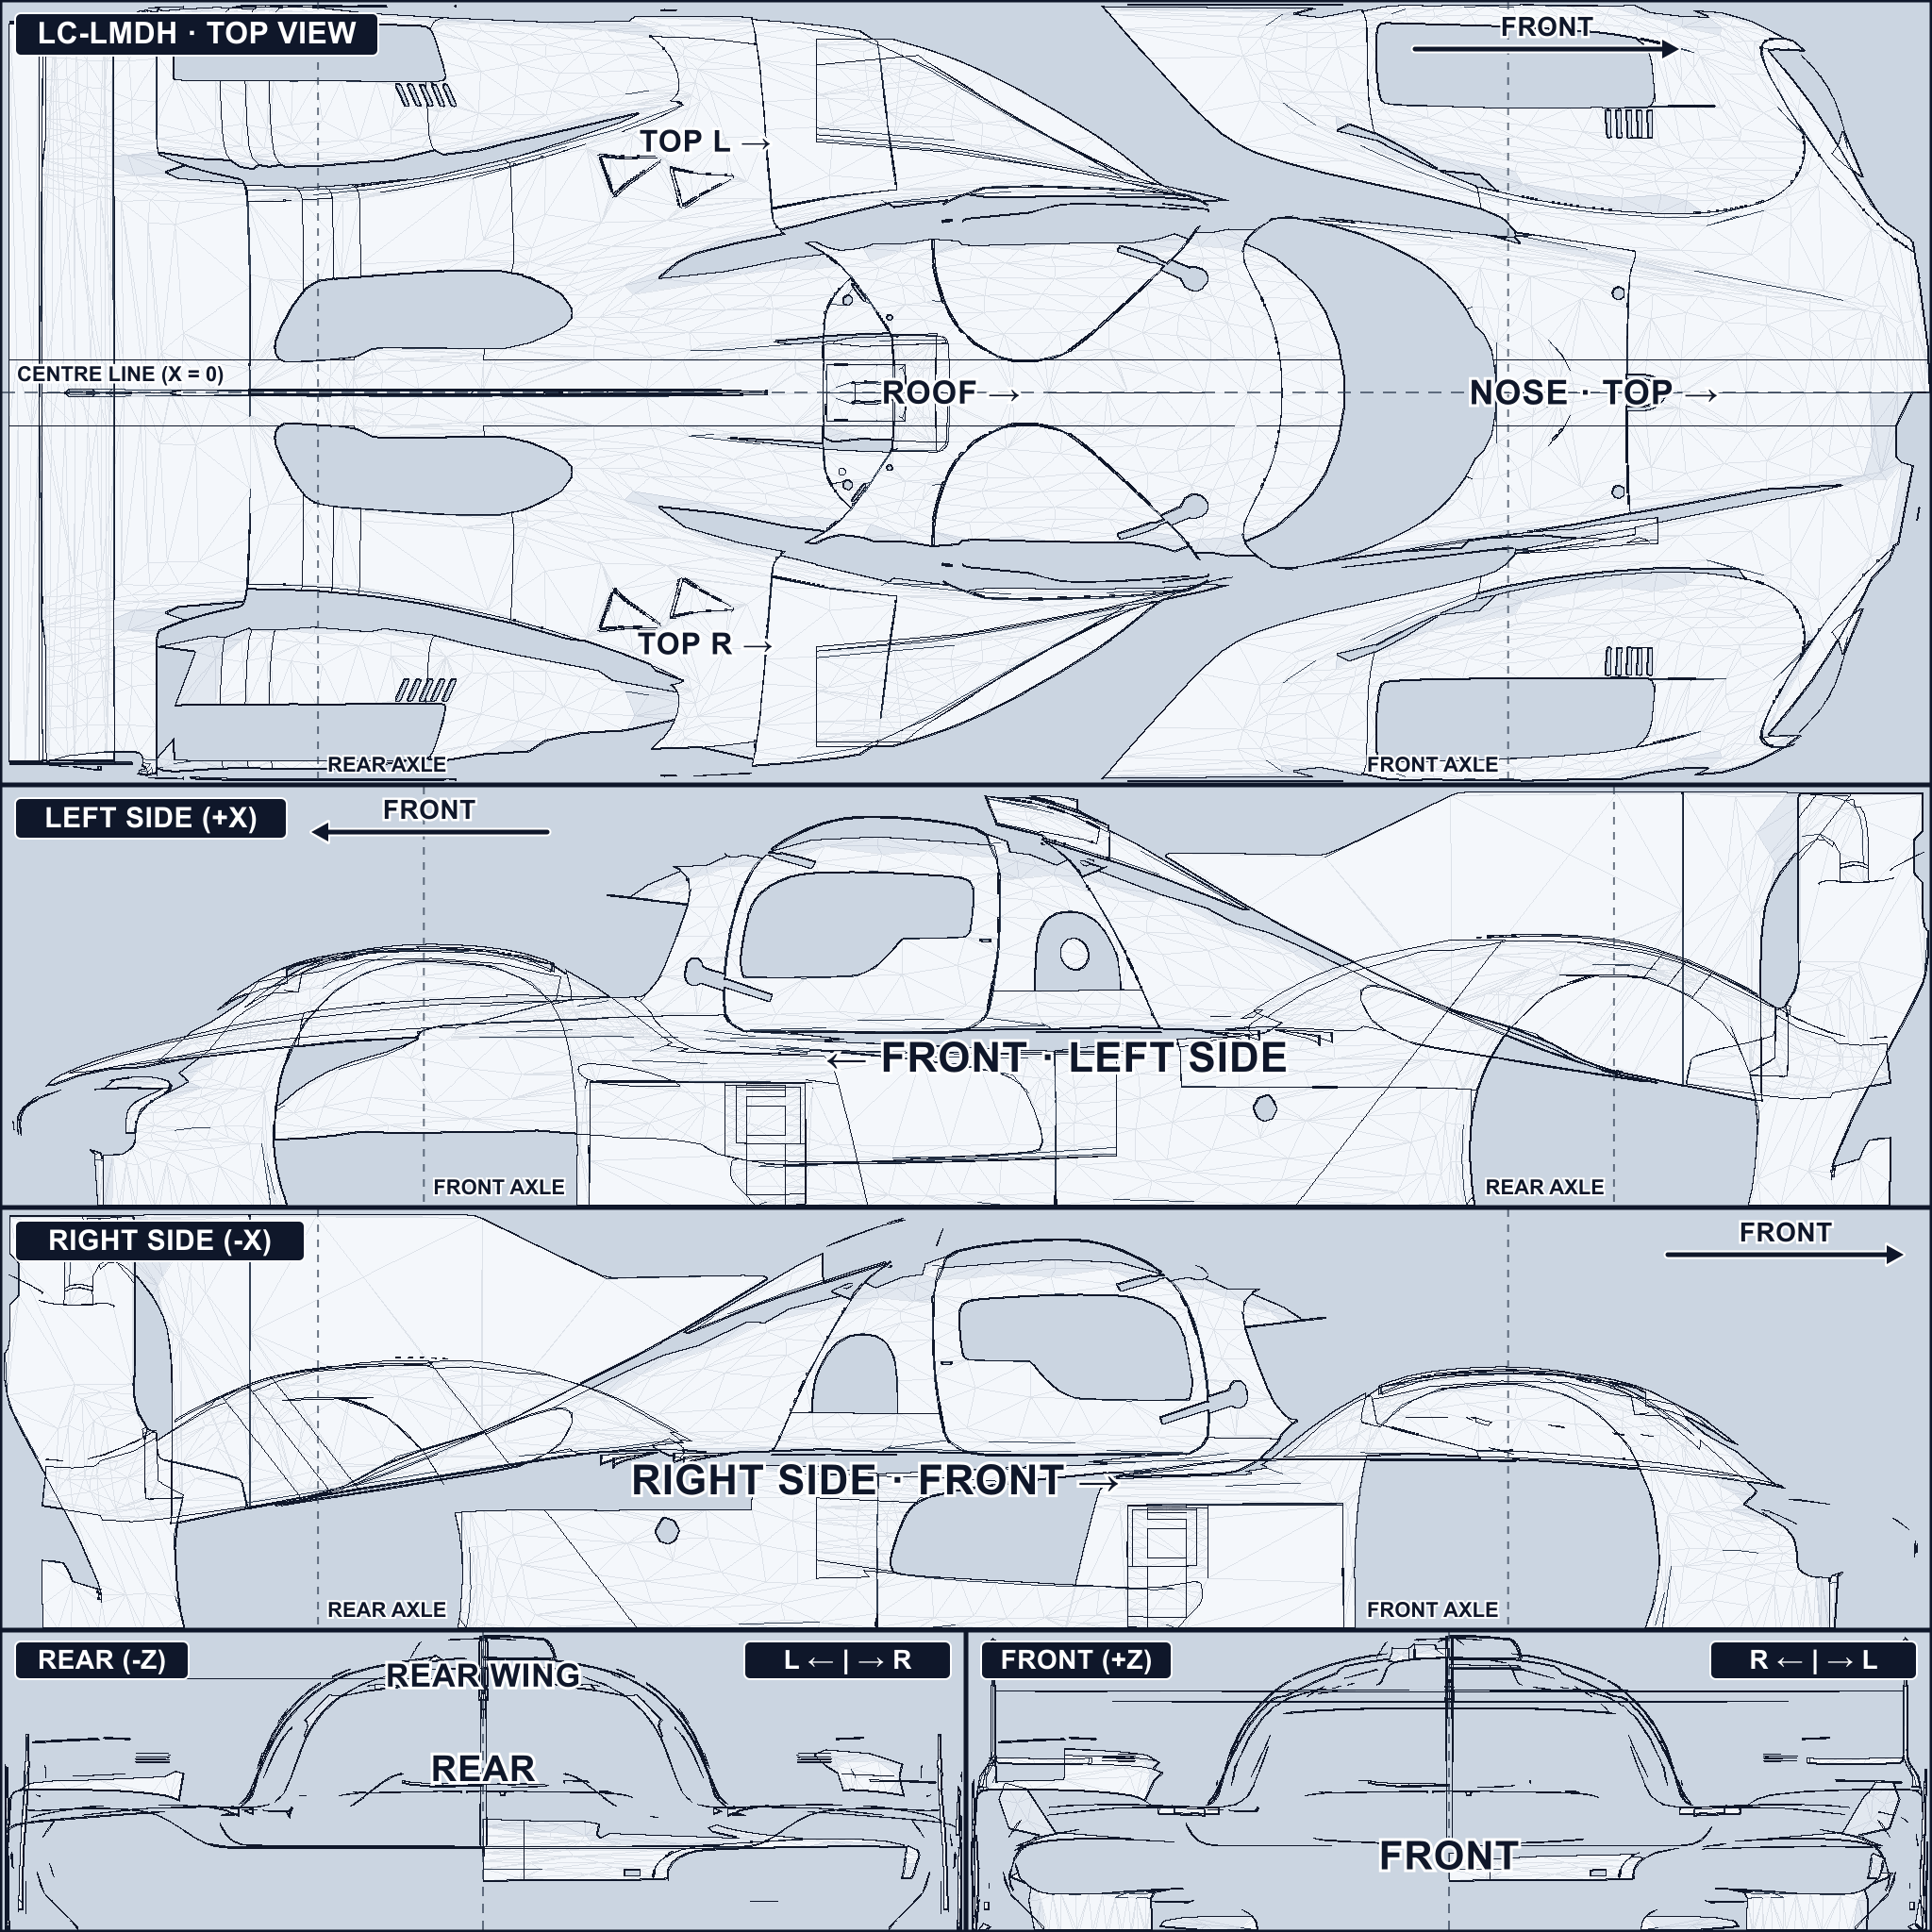 LC-LMDH · TOP VIEW
FRONT
TOP L →
CENTRE LINE (X = 0)
ROOF →
NOSE · TOP →
TOP R →
REAR AXLE
FRONT AXLE
LEFT SIDE (+X)
FRONT
← FRONT · LEFT SIDE
FRONT AXLE
REAR AXLE
RIGHT SIDE (-X)
FRONT
RIGHT SIDE · FRONT →
REAR AXLE
FRONT AXLE
REAR (-Z)
L ← | → R
REAR WING
REAR
FRONT (+Z)
R ← | → L
FRONT